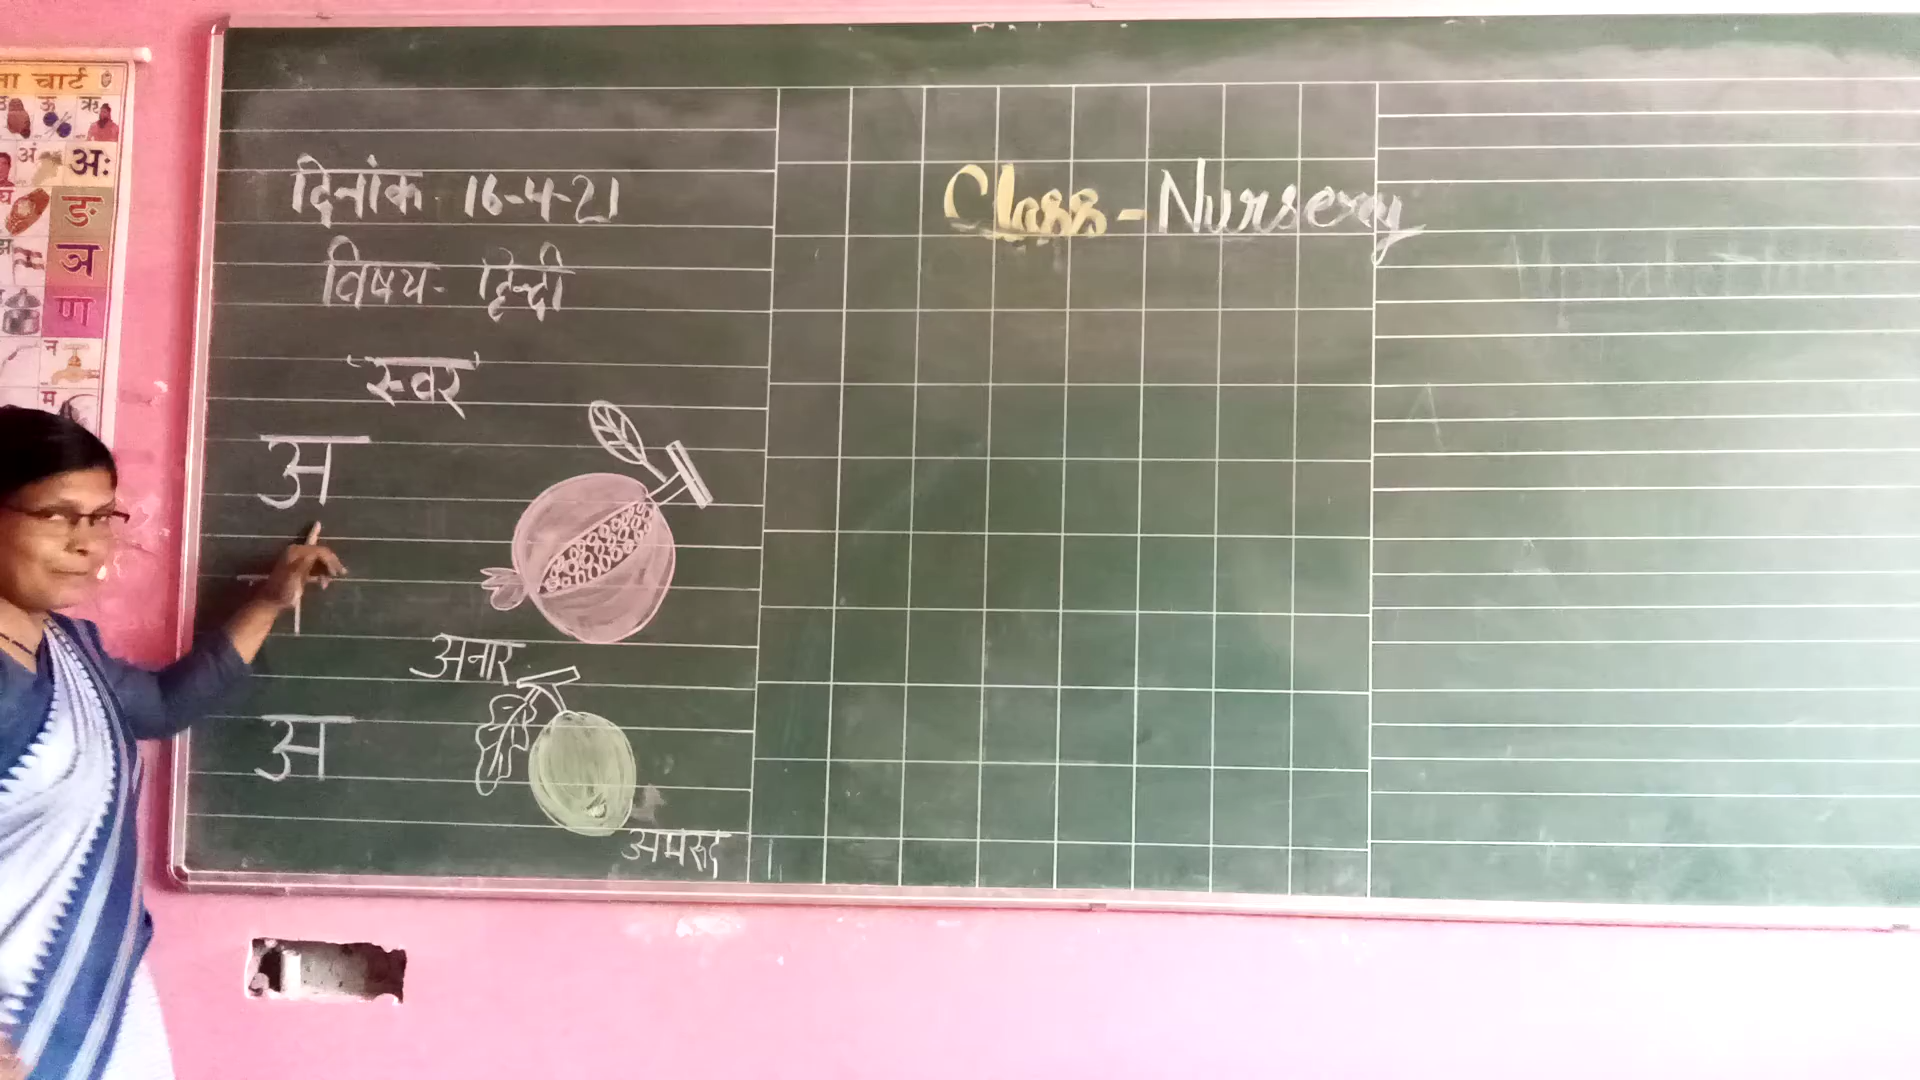 दिनांक - 16-4-21
विषय - हिन्दी
"स्वर"
अ
अनार
अ
अमरुद
Class - Nursery
चार्ट
ऊ
अं अः
ङ
ञ
ण
न
म